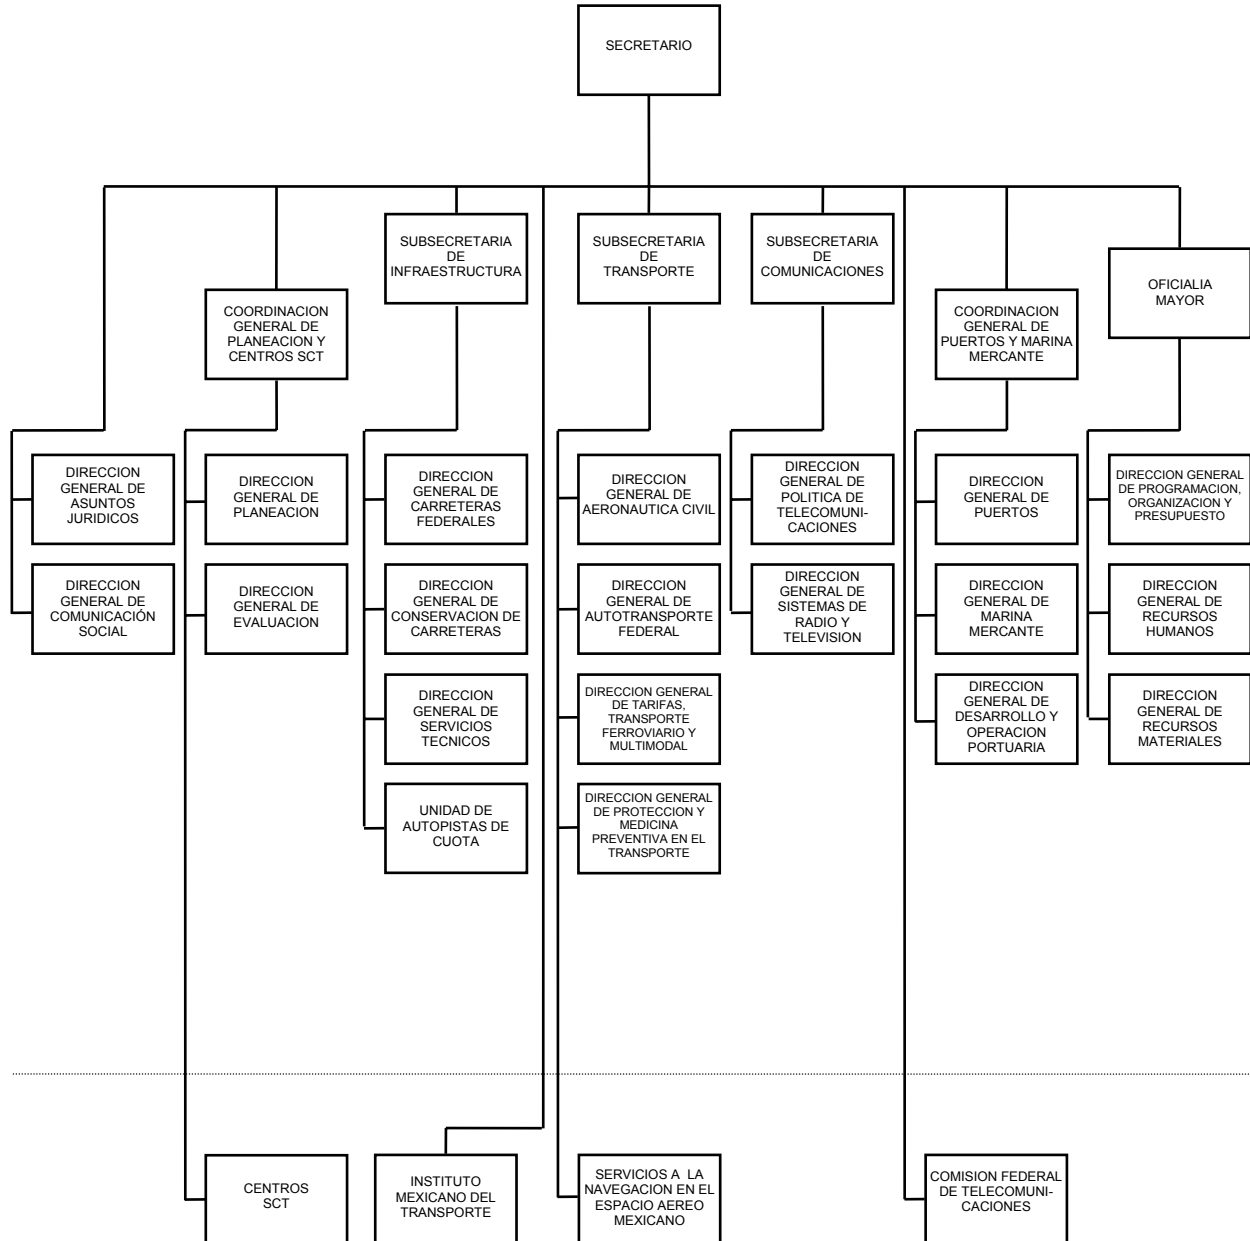 SECRETARIO
SUBSECRETARIA
DE
INFRAESTRUCTURA
SUBSECRETARIA
DE
TRANSPORTE
SUBSECRETARIA
DE
COMUNICACIONES
OFICIALIA
MAYOR
COORDINACION
GENERAL DE
PLANEACION Y
CENTROS SCT
COORDINACION
GENERAL DE
PUERTOS Y MARINA
MERCANTE
DIRECCION
GENERAL DE
ASUNTOS
JURIDICOS
DIRECCION
GENERAL DE
PLANEACION
DIRECCION
GENERAL DE
CARRETERAS
FEDERALES
DIRECCION
GENERAL DE
AERONAUTICA CIVIL
DIRECCION
GENERAL DE
POLITICA DE
TELECOMUNI-
CACIONES
DIRECCION
GENERAL DE
PUERTOS
DIRECCION GENERAL
DE PROGRAMACION,
ORGANIZACION Y
PRESUPUESTO
DIRECCION
GENERAL DE
COMUNICACIÓN
SOCIAL
DIRECCION
GENERAL DE
EVALUACION
DIRECCION
GENERAL DE
CONSERVACION DE
CARRETERAS
DIRECCION
GENERAL DE
AUTOTRANSPORTE
FEDERAL
DIRECCION
GENERAL DE
SISTEMAS DE
RADIO Y
TELEVISION
DIRECCION
GENERAL DE
MARINA
MERCANTE
DIRECCION
GENERAL DE
RECURSOS
HUMANOS
DIRECCION
GENERAL DE
SERVICIOS
TECNICOS
DIRECCION GENERAL
DE TARIFAS,
TRANSPORTE
FERROVIARIO Y
MULTIMODAL
DIRECCION
GENERAL DE
DESARROLLO Y
OPERACION
PORTUARIA
DIRECCION
GENERAL DE
RECURSOS
MATERIALES
UNIDAD DE
AUTOPISTAS DE
CUOTA
DIRECCION GENERAL
DE PROTECCION Y
MEDICINA
PREVENTIVA EN EL
TRANSPORTE
CENTROS
SCT
INSTITUTO
MEXICANO DEL
TRANSPORTE
SERVICIOS A LA
NAVEGACION EN EL
ESPACIO AEREO
MEXICANO
COMISION FEDERAL
DE TELECOMUNI-
CACIONES